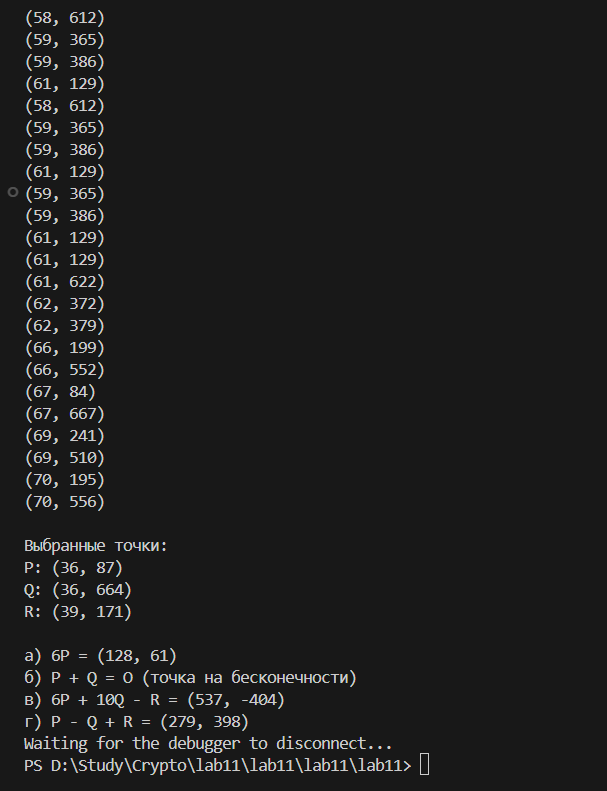 (58, 612)
(59, 365)
(59, 386)
(61, 129)
(58, 612)
(59, 365)
(59, 386)
(61, 129)
(59, 365)
(59, 386)
(61, 129)
(61, 129)
(61, 622)
(62, 372)
(62, 379)
(66, 199)
(66, 552)
(67, 84)
(67, 667)
(69, 241)
(69, 510)
(70, 195)
(70, 556)
Выбранные точки:
P: (36, 87)
Q: (36, 664)
R: (39, 171)
а) 6P = (128, 61)
б) P + Q = O (точка на бесконечности)
в) 6P + 10Q - R = (537, -404)
г) P - Q + R = (279, 398)
Waiting for the debugger to disconnect...
PS D:\Study\Crypto\lab11\lab11\lab11\lab11>